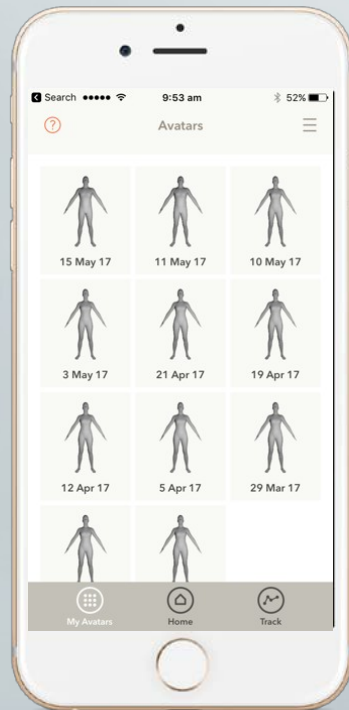 Search 9:53 am 52%
? Avatars
15 May 17 11 May 17 10 May 17
3 May 17 21 Apr 17 19 Apr 17
12 Apr 17 5 Apr 17 29 Mar 17
My Avatars Home Track